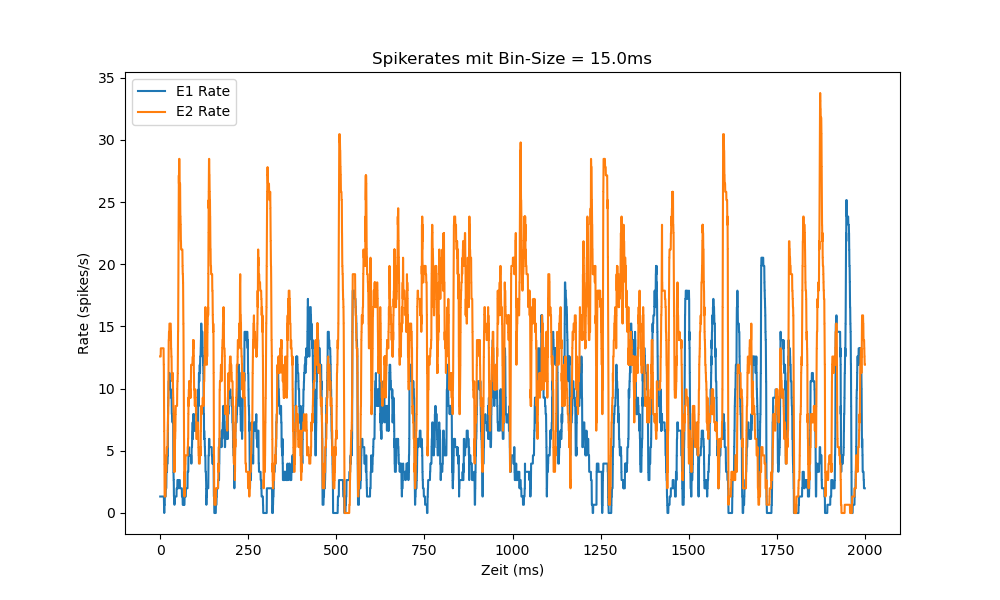 Spikerates mit Bin-Size = 15.0ms
E1 Rate
E2 Rate
Rate (spikes/s)
35
30
25
20
15
10
5
0
0 250 500 750 1000 1250 1500 1750 2000
Zeit (ms)